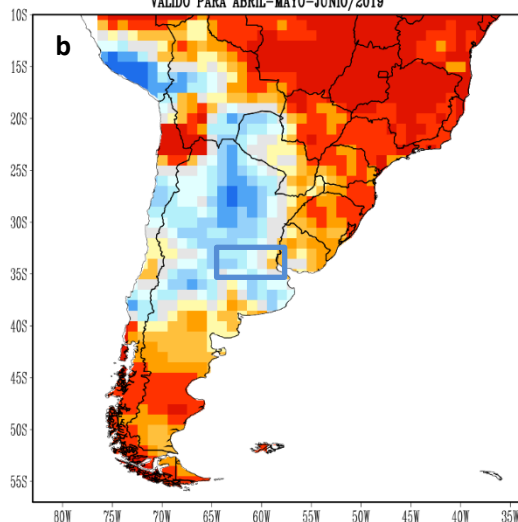 VALIDO PARA ABRIL-MAYO-JUNIO/2019
b
10S
15S
20S
25S
30S
35S
40S
45S
50S
55S
80W 75W 70W 65W 60W 55W 50W 45W 40W 35W